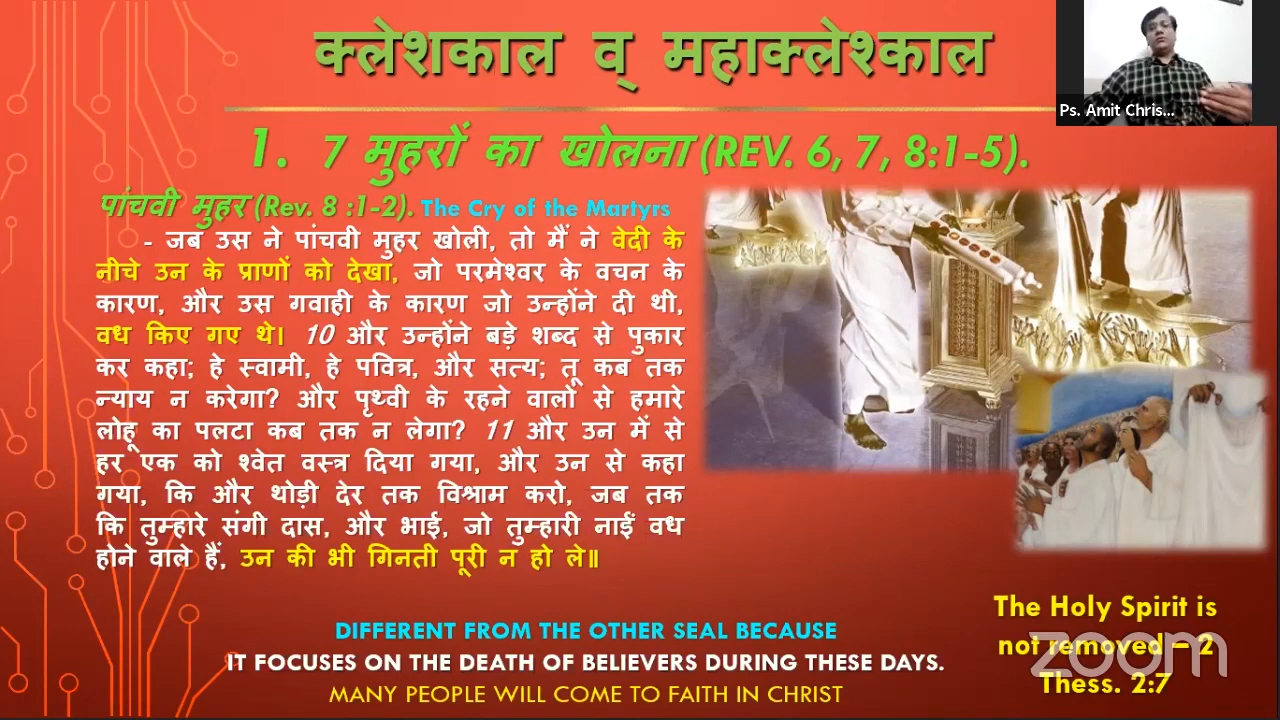 क्लेशकाल व् महाक्लेश्काल
Ps. Amit Chris...
1. 7 मुहरों का खोलना (REV. 6, 7, 8:1-5).
पांचवी मुहर (Rev. 8 :1-2). The Cry of the Martyrs
- जब उस ने पांचवी मुहर खोली, तो मैं ने वेदी के
नीचे उन के प्राणों को देखा, जो परमेश्वर के वचन के
कारण, और उस गवाही के कारण जो उन्होंने दी थी,
वध किए गए थे। 10 और उन्होंने बड़े शब्द से पुकार
कर कहा; हे स्वामी, हे पवित्र, और सत्य; तू कब तक
न्याय न करेगा? और पृथ्वी के रहने वालों से हमारे
लोहू का पलटा कब तक न लेगा? 11 और उन में से
हर एक को श्वेत वस्त्र दिया गया, और उन से कहा
गया, कि और थोड़ी देर तक विश्राम करो, जब तक
कि तुम्हारे संगी दास, और भाई, जो तुम्हारी नाईं वध
होने वाले हैं, उन की भी गिनती पूरी न हो ले॥
DIFFERENT FROM THE OTHER SEAL BECAUSE
IT FOCUSES ON THE DEATH OF BELIEVERS DURING THESE DAYS.
MANY PEOPLE WILL COME TO FAITH IN CHRIST
The Holy Spirit is
not removed – 2
Thess. 2:7
zoom